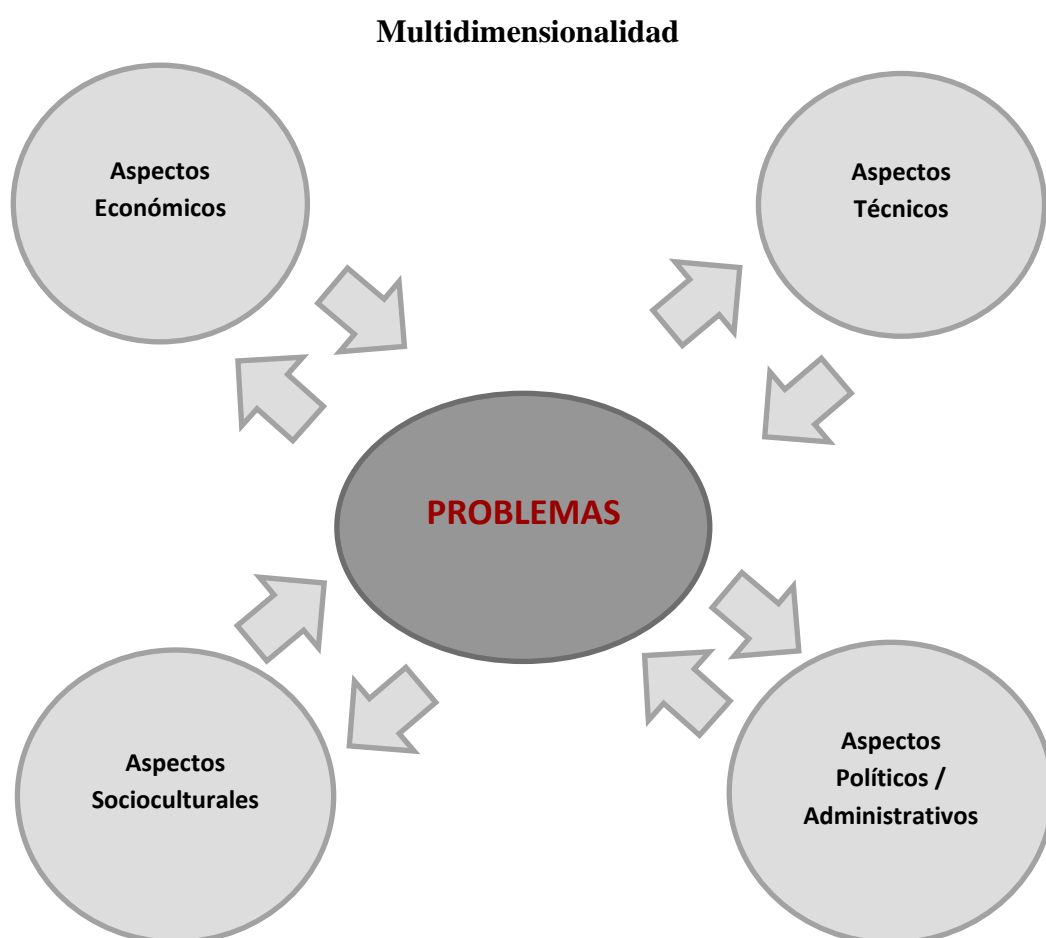 Multidimensionalidad
Aspectos
Económicos
Aspectos
Técnicos
PROBLEMAS
Aspectos
Socioculturales
Aspectos
Políticos /
Administrativos